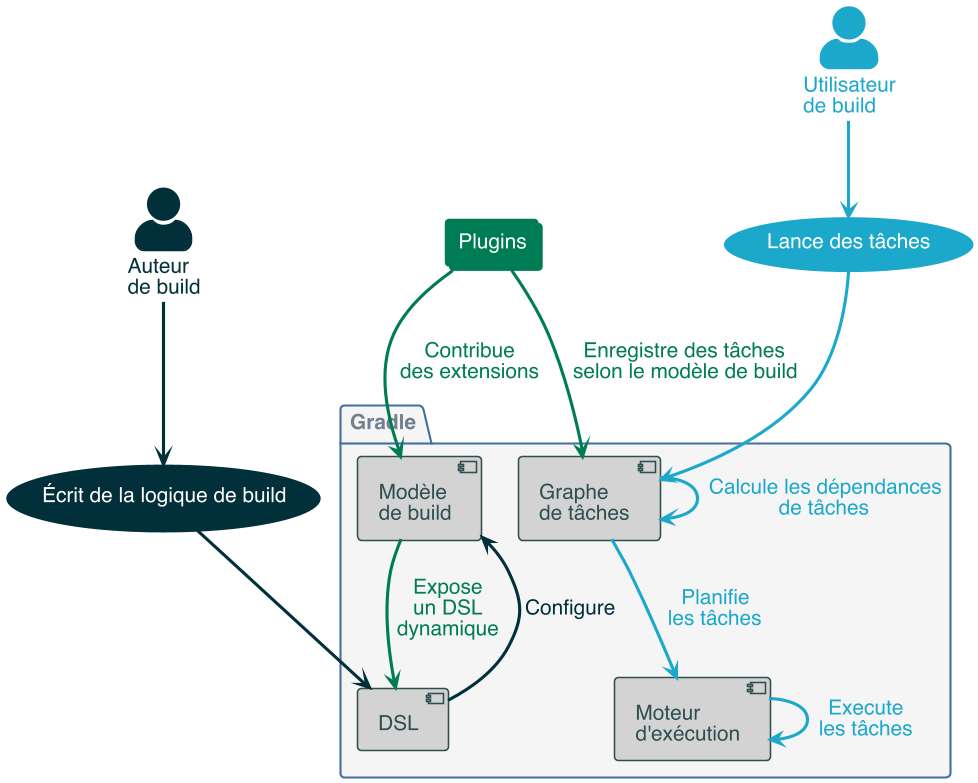 Utilisateur
de build
Lance des tâches
Auteur
de build
Plugins
Contribue
des extensions
Enregistre des tâches
selon le modèle de build
Gradle
Écrit de la logique de build
Modèle
de build
Graphe
de tâches
Calcule les dépendances
de tâches
Expose
un DSL
dynamique
Configure
Planifie
les tâches
DSL
Moteur
d'exécution
Execute
les tâches